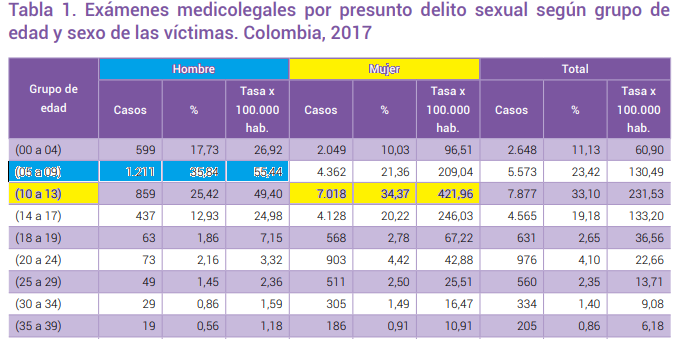 Tabla 1. Exámenes medicolegales por presunto delito sexual según grupo de
edad y sexo de las víctimas. Colombia, 2017
Grupo de edad Hombre Mujer Total
Casos % Tasa x 100.000 hab. Casos % Tasa x 100.000 hab. Casos % Tasa x 100.000 hab.
(00 a 04) 599 17,73 26,92 2.049 10,03 96,51 2.648 11,13 60,90
(05 a 09) 1.211 35,84 55,44 4.362 21,36 209,04 5.573 23,42 130,49
(10 a 13) 859 25,42 49,40 7.018 34,37 421,96 7.877 33,10 231,53
(14 a 17) 437 12,93 24,98 4.128 20,22 246,03 4.565 19,18 133,20
(18 a 19) 63 1,86 7,15 568 2,78 67,22 631 2,65 36,56
(20 a 24) 73 2,16 3,32 903 4,42 42,88 976 4,10 22,66
(25 a 29) 49 1,45 2,36 511 2,50 25,51 560 2,35 13,71
(30 a 34) 29 0,86 1,59 305 1,49 16,47 334 1,40 9,08
(35 a 39) 19 0,56 1,18 186 0,91 10,91 205 0,86 6,18